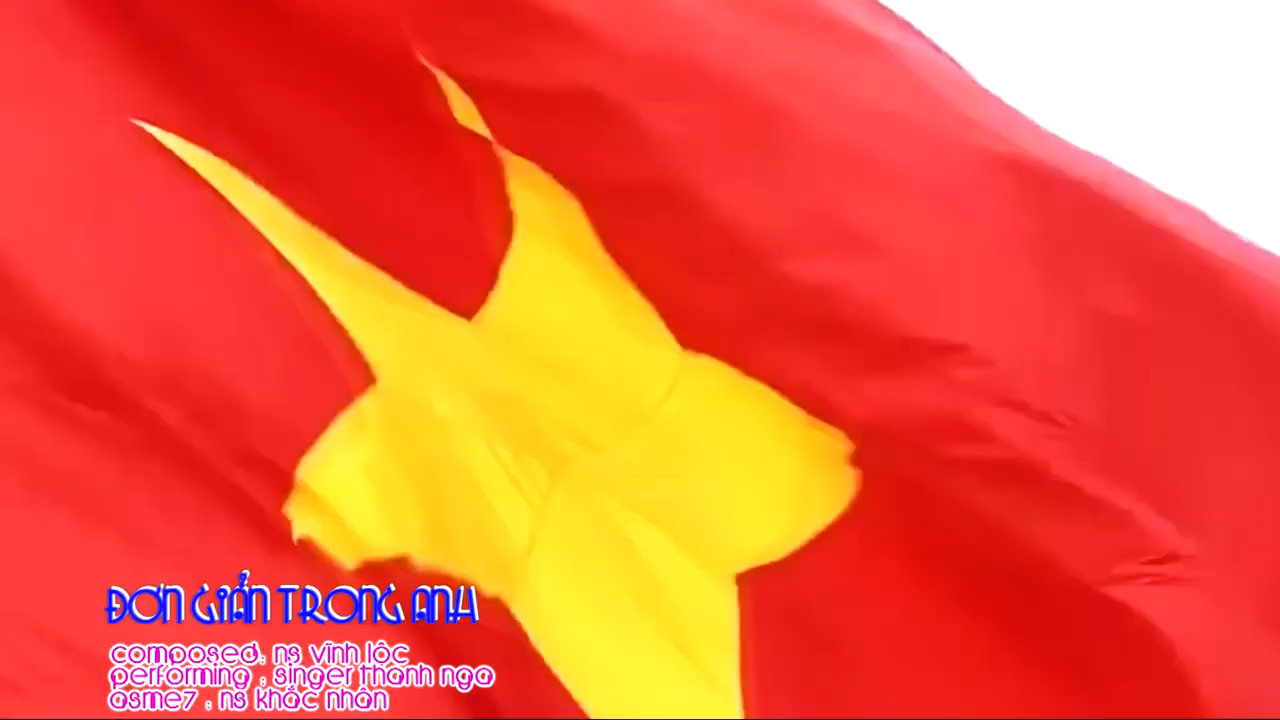 ĐƠN GIẢN TRONG ANH
composed: ns vĩnh lộc
performing : singer thanh nga
asme7 : ns khắc nhân